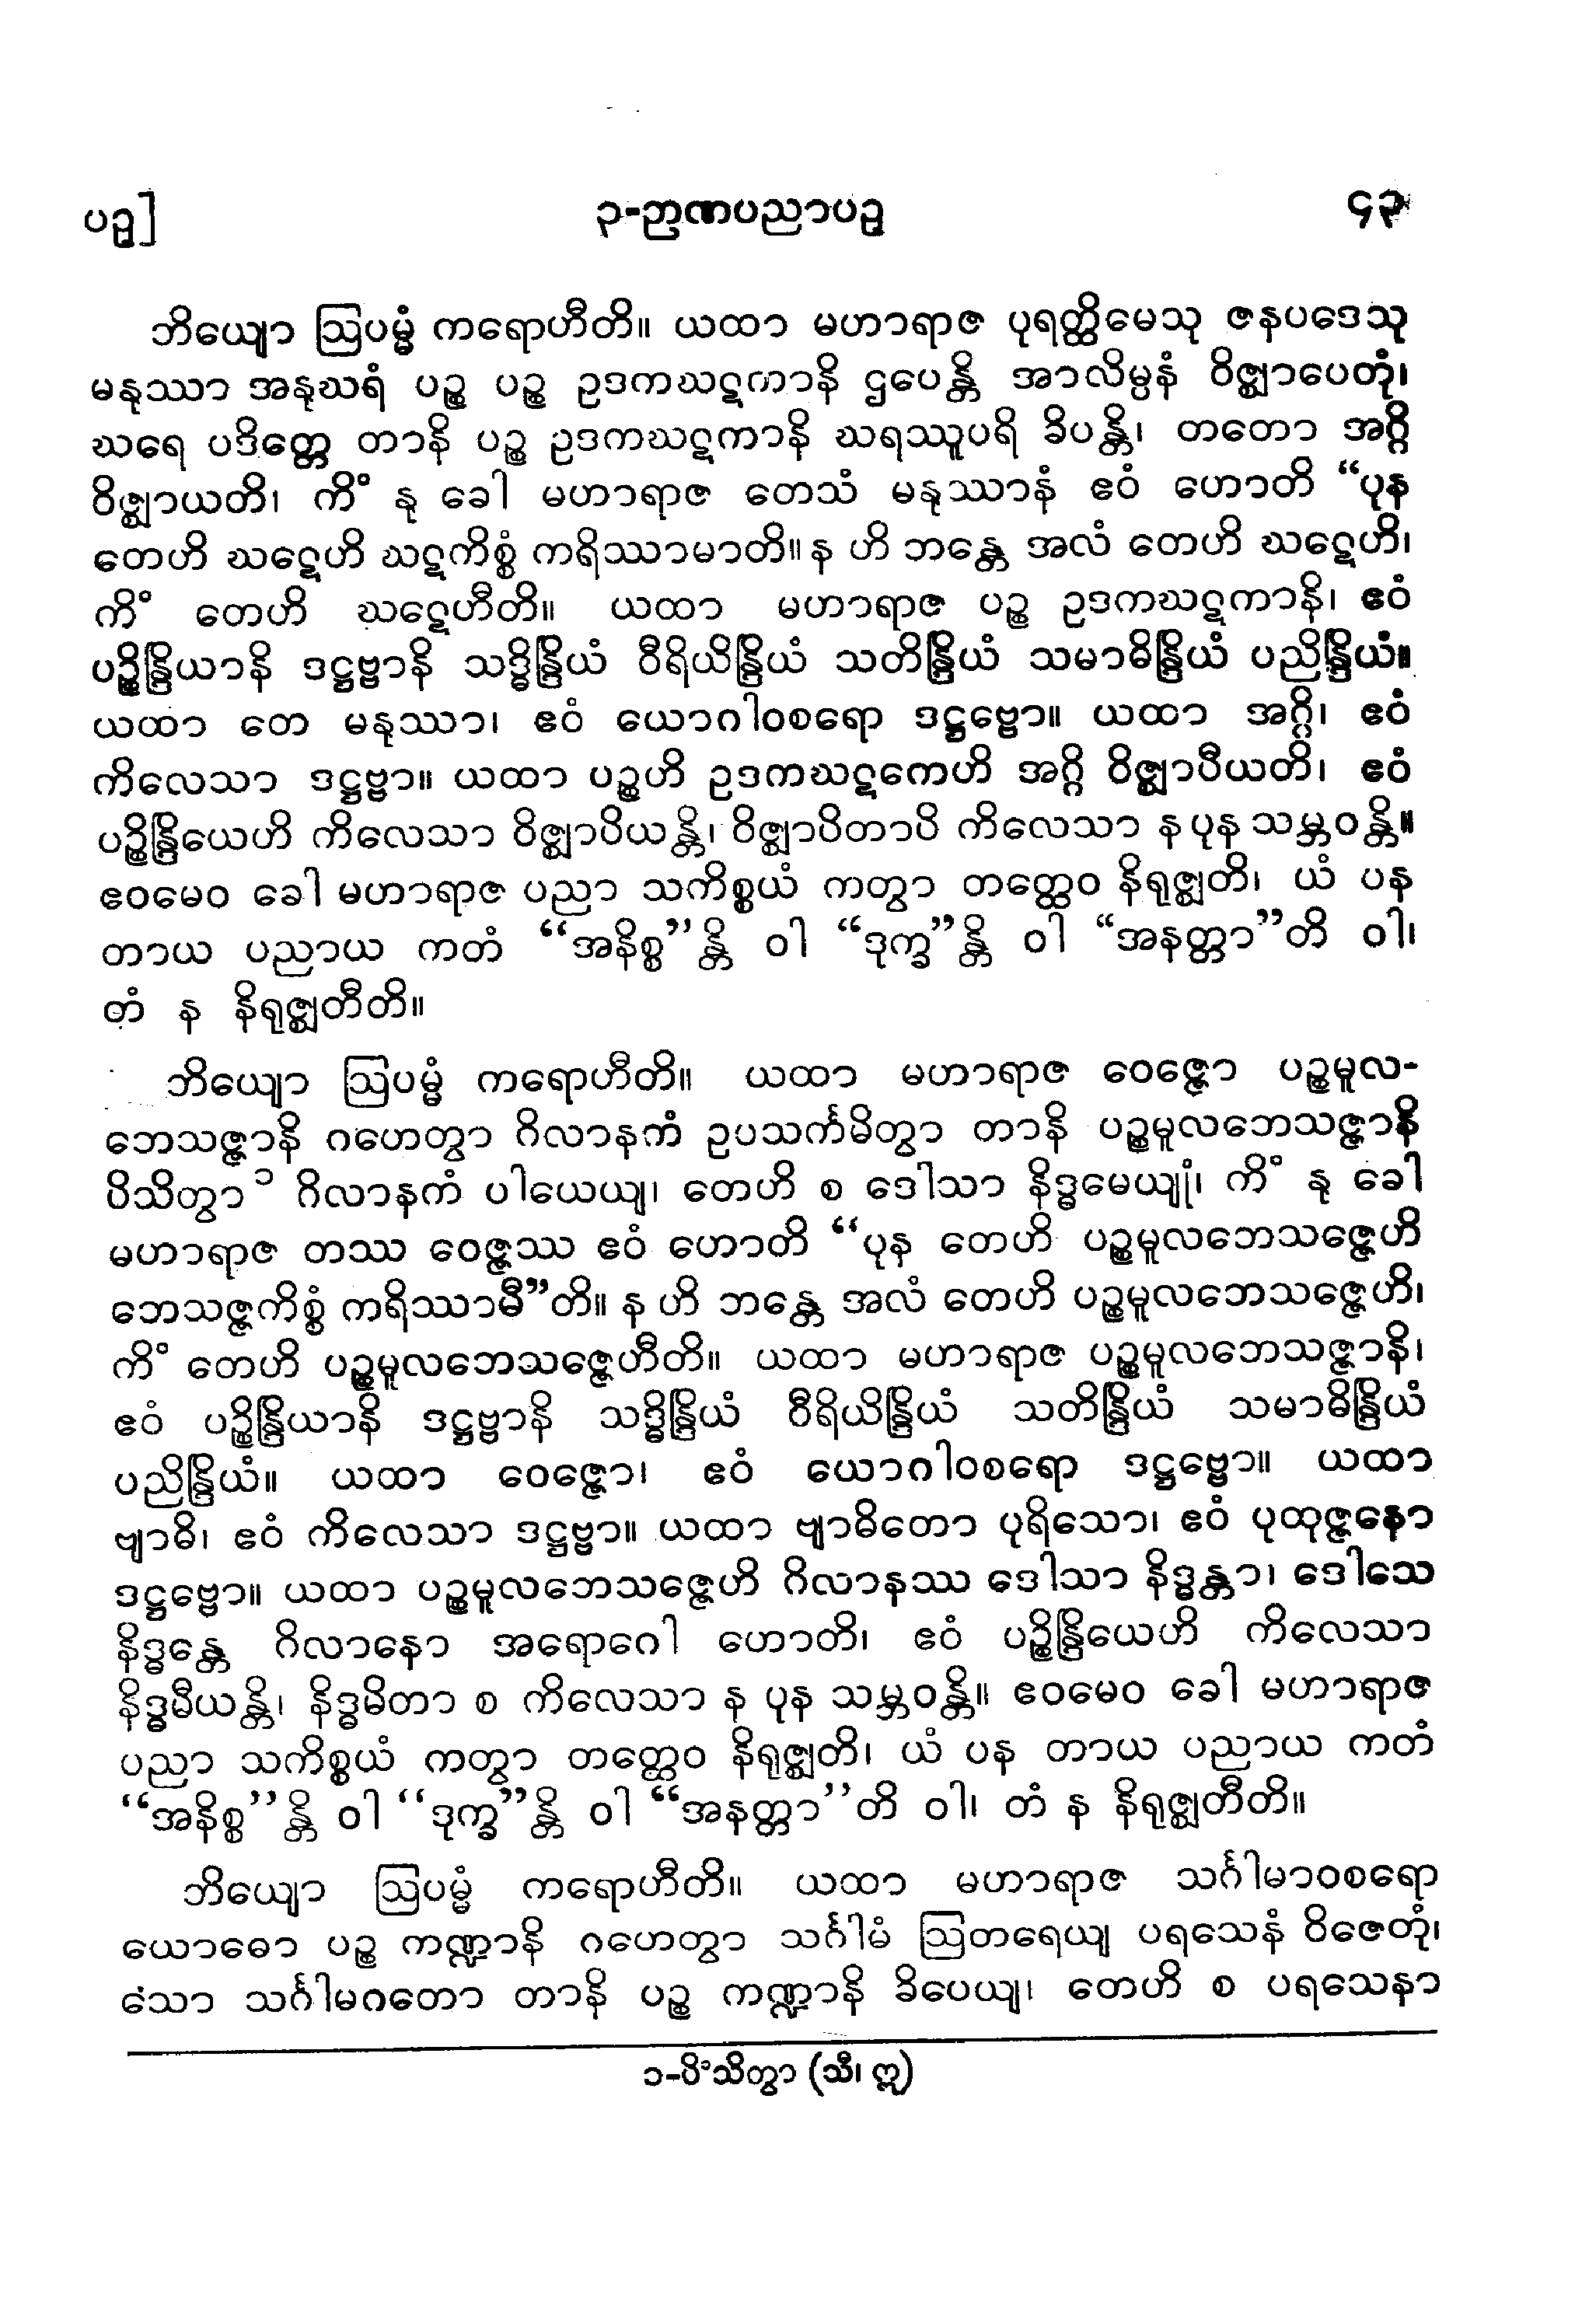 ပဥှ] ၃-ဉာဏပညာပဥှ ၄၃
ဘိယျော ဩပမ္မံ ကရောဟီတိ။ ယထာ မဟာရာဇ ပုရတ္ထိမေသု ဇနပဒေသု
မနုဿာ အနုဃရံ ပဉ္စ ပဉ္စ ဥဒကဃဋကာနိ ဌပေန္တိ အာလိမ္ပနံ ဝိဇ္ဈာပေတုံ၊
ဃရေ ပဒိတ္တေ တာနိ ပဉ္စ ဥဒကဃဋကာနိ ဃရဿူပရိ ခိပန္တိ၊ တတော အဂ္ဂိ
ဝိဇ္ဈာယတိ၊ ကိံ နု ခေါ မဟာရာဇ တေသံ မနုဿာနံ ဧဝံ ဟောတိ “ပုန
တေဟိ ဃဋေဟိ ဃဋကိစ္စံ ကရိဿာမာတိ။ န ဟိ ဘန္တေ အလံ တေဟိ ဃဋေဟိ၊
ကိံ တေဟိ ဃဋေဟီတိ။ ယထာ မဟာရာဇ ပဉ္စ ဥဒကဃဋကာနိ၊ ဧဝံ
ပဉ္စိန္ဒြိယာနိ ဒဋ္ဌဗ္ဗာနိ သဒ္ဓိန္ဒြိယံ ဝီရိယိန္ဒြိယံ သတိန္ဒြိယံ သမာဓိန္ဒြိယံ ပညိန္ဒြိယံ။
ယထာ တေ မနုဿာ၊ ဧဝံ ယောဂါဝစရော ဒဋ္ဌဗ္ဗော။ ယထာ အဂ္ဂိ၊ ဧဝံ
ကိလေသာ ဒဋ္ဌဗ္ဗာ။ ယထာ ပဉ္စဟိ ဥဒကဃဋကေဟိ အဂ္ဂိ ဝိဇ္ဈာပီယတိ၊ ဧဝံ
ပဉ္စိန္ဒြိယေဟိ ကိလေသာ ဝိဇ္ဈာပိယန္တိ၊ ဝိဇ္ဈာပိတာပိ ကိလေသာ န ပုန သမ္ဘဝန္တိ။
ဧဝမေဝ ခေါ မဟာရာဇ ပညာ သကိစ္စယံ ကတွာ တတ္ထေဝ နိရုဇ္ဈတိ၊ ယံ ပန
တာယ ပညာယ ကတံ “အနိစ္စ”န္တိ ဝါ “ဒုက္ခ”န္တိ ဝါ “အနတ္တာ”တိ ဝါ၊
တံ န နိရုဇ္ဈတီတိ။
ဘိယျော ဩပမ္မံ ကရောဟီတိ။ ယထာ မဟာရာဇ ဝေဇ္ဇော ပဉ္စမူလ-
ဘေသဇ္ဇာနိ ဂဟေတွာ ဂိလာနကံ ဥပသင်္ကမိတွာ တာနိ ပဉ္စမူလဘေသဇ္ဇာနိ
ပိသိတွာ ၁ ဂိလာနကံ ပါယေယျ၊ တေဟိ စ ဒေါသာ နိဒ္ဓမေယျုံ၊ ကိံ နု ခေါ
မဟာရာဇ တဿ ဝေဇ္ဇဿ ဧဝံ ဟောတိ “ပုန တေဟိ ပဉ္စမူလဘေသဇ္ဇေဟိ
ဘေသဇ္ဇကိစ္စံ ကရိဿာမီ”တိ။ န ဟိ ဘန္တေ အလံ တေဟိ ပဉ္စမူလဘေသဇ္ဇေဟိ၊
ကိံ တေဟိ ပဉ္စမူလဘေသဇ္ဇေဟီတိ။ ယထာ မဟာရာဇ ပဉ္စမူလဘေသဇ္ဇာနိ၊
ဧဝံ ပဉ္စိန္ဒြိယာနိ ဒဋ္ဌဗ္ဗာနိ သဒ္ဓိန္ဒြိယံ ဝီရိယိန္ဒြိယံ သတိန္ဒြိယံ သမာဓိန္ဒြိယံ
ပညိန္ဒြိယံ။ ယထာ ဝေဇ္ဇော၊ ဧဝံ ယောဂါဝစရော ဒဋ္ဌဗ္ဗော။ ယထာ
ဗျာဓိ၊ ဧဝံ ကိလေသာ ဒဋ္ဌဗ္ဗာ။ ယထာ ဗျာဓိတော ပုရိသော၊ ဧဝံ ပုထုဇ္ဇနော
ဒဋ္ဌဗ္ဗော။ ယထာ ပဉ္စမူလဘေသဇ္ဇေဟိ ဂိလာနဿ ဒေါသာ နိဒ္ဓန္တာ၊ ဒေါသေ
နိဒ္ဓန္တေ ဂိလာနော အရောဂေါ ဟောတိ၊ ဧဝံ ပဉ္စိန္ဒြိယေဟိ ကိလေသာ
နိဒ္ဓမီယန္တိ၊ နိဒ္ဓမိတာ စ ကိလေသာ န ပုန သမ္ဘဝန္တိ။ ဧဝမေဝ ခေါ မဟာရာဇ
ပညာ သကိစ္စယံ ကတွာ တတ္ထေဝ နိရုဇ္ဈတိ၊ ယံ ပန တာယ ပညာယ ကတံ
“အနိစ္စ”န္တိ ဝါ “ဒုက္ခ”န္တိ ဝါ “အနတ္တာ”တိ ဝါ၊ တံ န နိရုဇ္ဈတီတိ။
ဘိယျော ဩပမ္မံ ကရောဟီတိ။ ယထာ မဟာရာဇ သင်္ဂါမာဝစရော
ယောဓော ပဉ္စ ကဏ္ဍာနိ ဂဟေတွာ သင်္ဂါမံ ဩတရေယျ ပရသေနံ ဝိဇေတုံ၊
သော သင်္ဂါမဂတော တာနိ ပဉ္စ ကဏ္ဍာနိ ခိပေယျ၊ တေဟိ စ ပရသေနာ
၁-ပိံသိတွာ (သီ၊ ဣ)